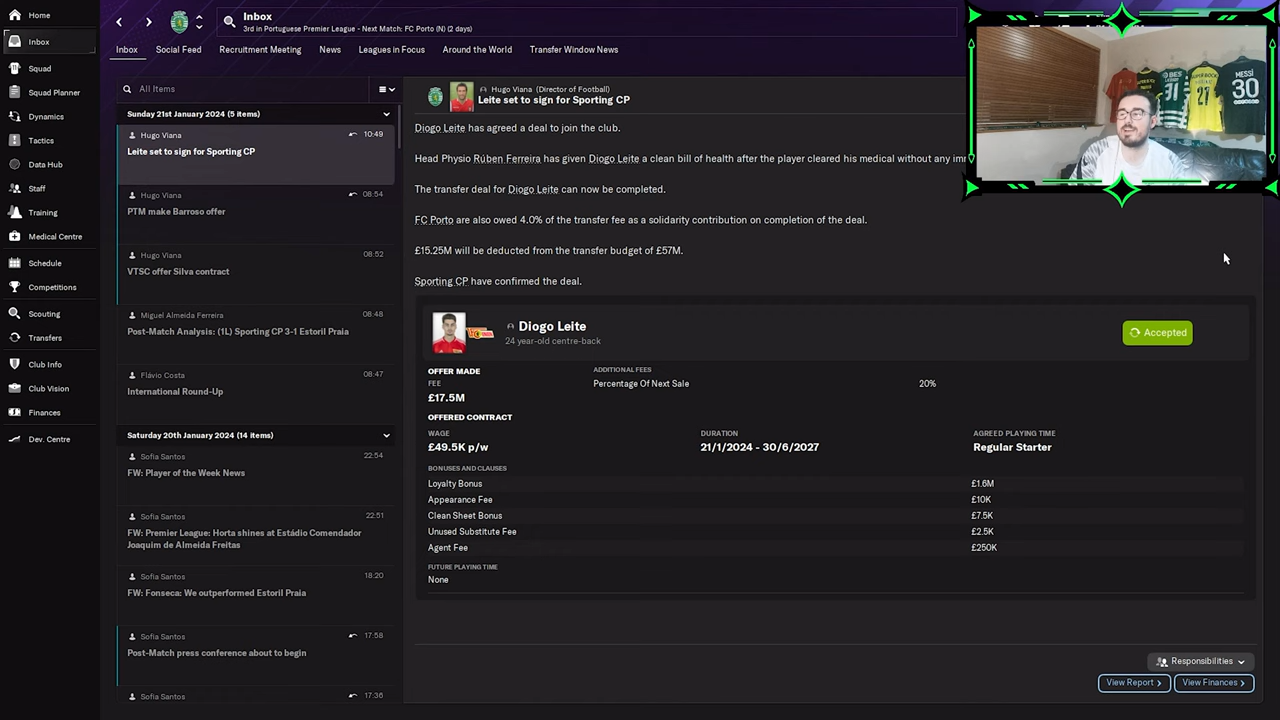 Home
Inbox
Squad
Squad Planner
Dynamics
Tactics
Data Hub
Staff
Training
Medical Centre
Schedule
Competitions
Scouting
Transfers
Club Info
Club Vision
Finances
Dev. Centre
Inbox
3rd in Portuguese Premier League - Next Match: FC Porto (N) (2 days)
Inbox
Social Feed
Recruitment Meeting
News
Leagues in Focus
Around the World
Transfer Window News
All Items
Sunday 21st January 2024 (5 items)
Hugo Viana 10:49
Leite set to sign for Sporting CP
Hugo Viana 08:54
PTM make Barroso offer
Hugo Viana 08:52
VTSC offer Silva contract
Miguel Almeida Ferreira 08:48
Post-Match Analysis: (1L) Sporting CP 3-1 Estoril Praia
Flávio Costa 08:47
International Round-Up
Saturday 20th January 2024 (14 items)
Sofia Santos 22:54
FW: Player of the Week News
Sofia Santos 22:51
FW: Premier League: Horta shines at Estádio Comendador
Joaquim de Almeida Freitas
Sofia Santos 18:20
FW: Fonseca: We outperformed Estoril Praia
Sofia Santos 17:58
Post-Match press conference about to begin
Sofia Santos 17:36
Hugo Viana (Director of Football)
Leite set to sign for Sporting CP
Diogo Leite has agreed a deal to join the club.
Head Physio Rúben Ferreira has given Diogo Leite a clean bill of health after the player cleared his medical without any
The transfer deal for Diogo Leite can now be completed.
FC Porto are also owed 4.0% of the transfer fee as a solidarity contribution on completion of the deal.
£15.25M will be deducted from the transfer budget of £57M.
Sporting CP have confirmed the deal.
Diogo Leite
24 year-old centre-back
Accepted
OFFER MADE
FEE
£17.5M
ADDITIONAL FEES
Percentage Of Next Sale 20%
OFFERED CONTRACT
WAGE
£49.5K p/w
DURATION
21/1/2024 - 30/6/2027
AGREED PLAYING TIME
Regular Starter
BONUSES AND CLAUSES
Loyalty Bonus £1.6M
Appearance Fee £10K
Clean Sheet Bonus £7.5K
Unused Substitute Fee £2.5K
Agent Fee £250K
FUTURE PLAYING TIME
None
Responsibilities
View Report
View Finances
31
SUPER BOCK
27
MESSI
30